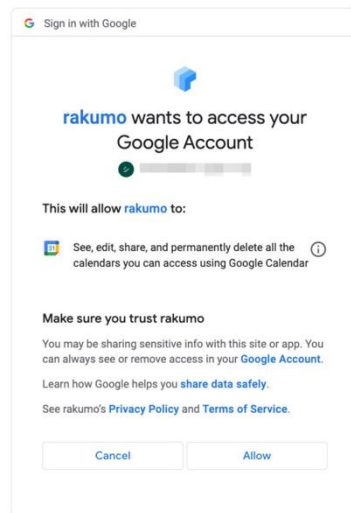 Sign in with Google
rakumo wants to access your
Google Account
This will allow rakumo to:
31
See, edit, share, and permanently delete all the
calendars you can access using Google Calendar
Make sure you trust rakumo
You may be sharing sensitive info with this site or app. You
can always see or remove access in your Google Account.
Learn how Google helps you share data safely.
See rakumo's Privacy Policy and Terms of Service.
Cancel Allow